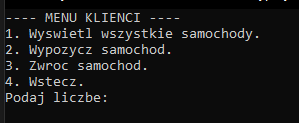 ---- MENU KLIENCI ----
1. Wyswietl wszystkie samochody.
2. Wypozycz samochod.
3. Zwroc samochod.
4. Wstecz.
Podaj liczbe: